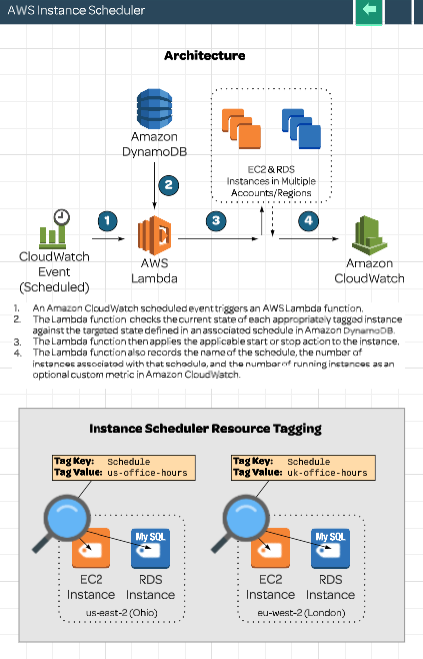 AWS Instance Scheduler
Architecture
Amazon
DynamoDB
EC2 & RDS
Instances in Multiple
Accounts/Regions
1
2
3
4
CloudWatch
Event
(Scheduled)
AWS
Lambda
Amazon
CloudWatch
1. An Amazon CloudWatch scheduled event triggers an AWS Lambda function.
2. The Lambda function checks the current state of each appropriately tagged instance
against the targeted state defined in an associated schedule in Amazon DynamoDB.
3. The Lambda function then applies the applicable start or stop action to the instance.
4. The Lambda function also records the name of the schedule, the number of
instances associated with that schedule, and the number of running instances as an
optional custom metric in Amazon CloudWatch.
Instance Scheduler Resource Tagging
Tag Key: Schedule
Tag Value: us-office-hours
Tag Key: Schedule
Tag Value: uk-office-hours
My SQL
My SQL
EC2
Instance
RDS
Instance
EC2
Instance
RDS
Instance
us-east-2 (Ohio)
eu-west-2 (London)